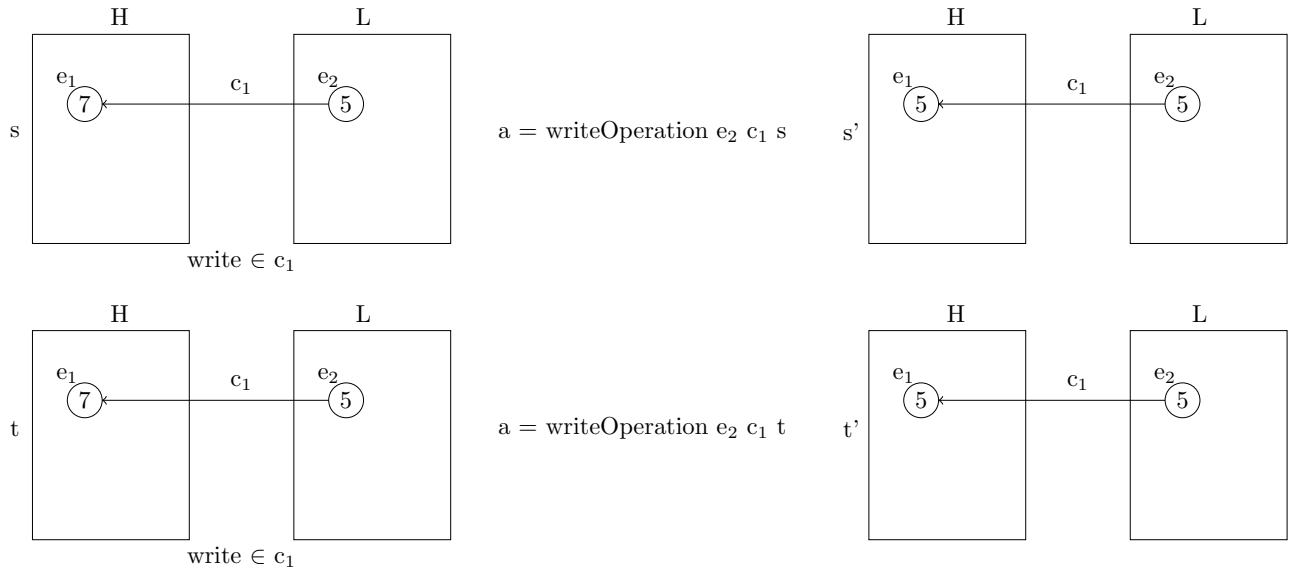 H L H L
e₁ c₁ e₂ e₁ c₁ e₂
7 5 5 5
s a = writeOperation e₂ c₁ s s’
write ∈ c₁
H L H L
e₁ c₁ e₂ e₁ c₁ e₂
7 5 5 5
t a = writeOperation e₂ c₁ t t’
write ∈ c₁